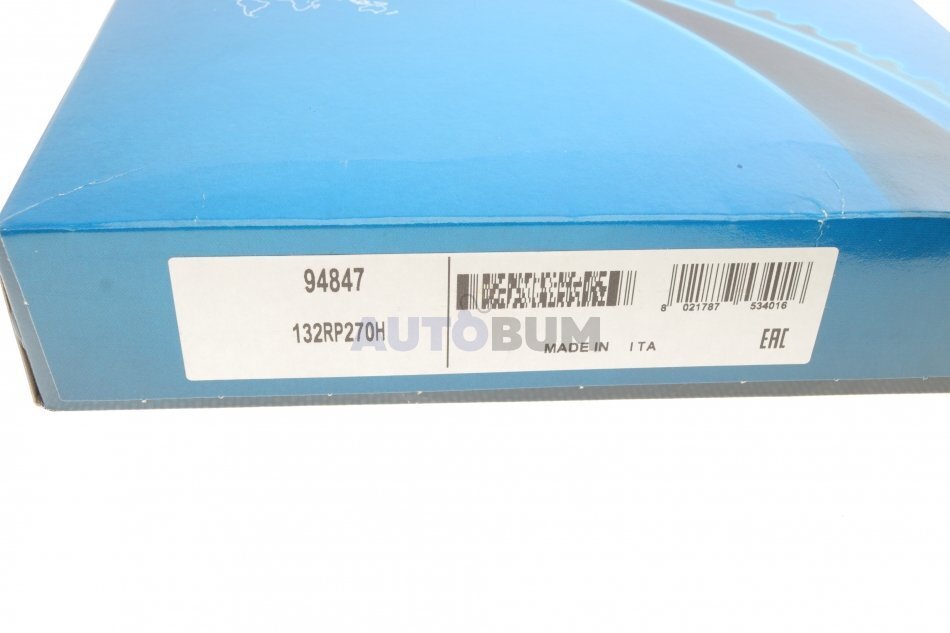 94847
132RP270H
8 021787 534016
MADE IN ITA
EAC
AUTOBUM